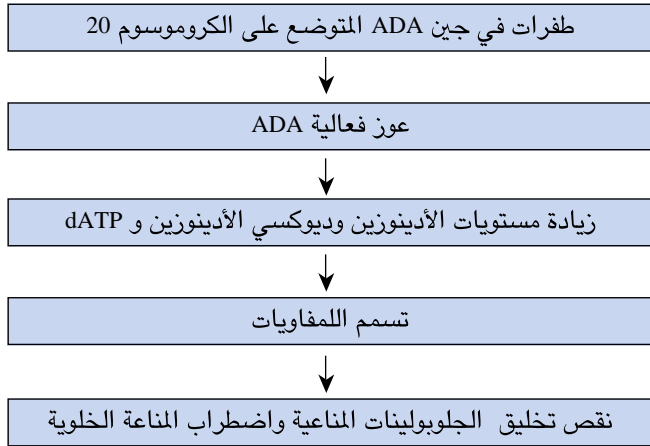 طفرات في جين ADA المتوضع على الكروموسوم 20
عوز فعالية ADA
زيادة مستويات الأدينوزين وديوكسي الأدينوزين و dATP
تسمم اللمفاويات
نقص تخليق الجلوبولينات المناعية واضطراب المناعة الخلوية